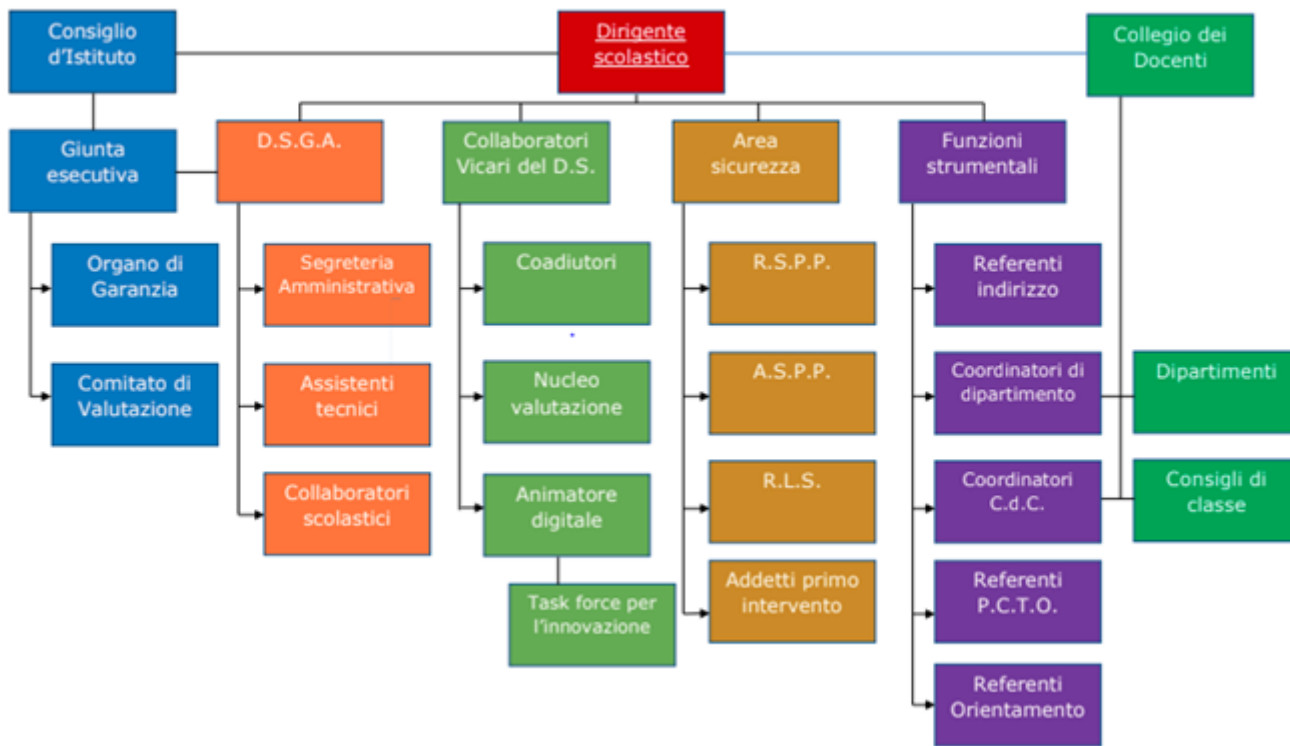 Consiglio
d'Istituto
Dirigente
scolastico
Collegio dei
Docenti
Giunta
esecutiva
D.S.G.A.
Collaboratori
Vicari del D.S.
Area
sicurezza
Funzioni
strumentali
Organo di
Garanzia
Segreteria
Amministrativa
Coadiutori
R.S.P.P.
Referenti
indirizzo
Comitato di
Valutazione
Assistenti
tecnici
Nucleo
valutazione
A.S.P.P.
Coordinatori di
dipartimento
Dipartimenti
Collaboratori
scolastici
Animatore
digitale
R.L.S.
Coordinatori
C.d.C.
Consigli di
classe
Task force per
l'innovazione
Addetti primo
intervento
Referenti
P.C.T.O.
Referenti
Orientamento